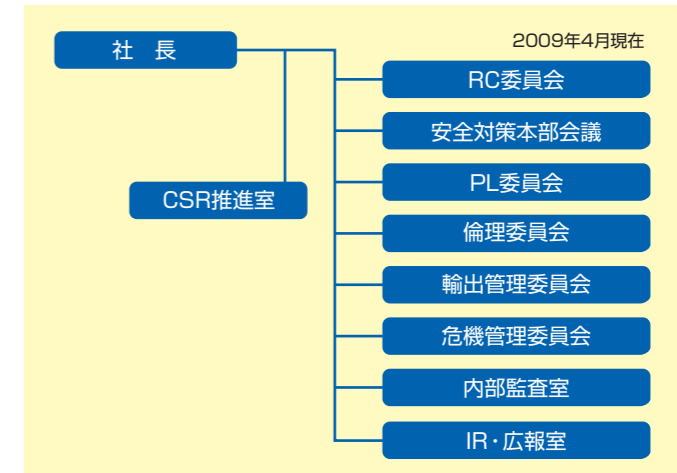 2009年4月現在
社 長
RC委員会
安全対策本部会議
PL委員会
CSR推進室
倫理委員会
輸出管理委員会
危機管理委員会
内部監査室
IR・広報室